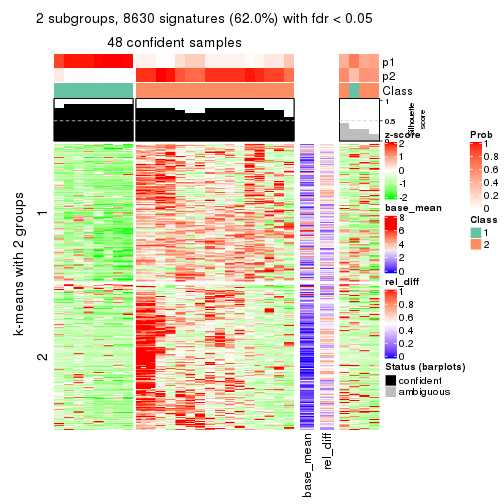 2 subgroups, 8630 signatures (62.0%) with fdr < 0.05
48 confident samples
p1
p2
Class
1
0.5
0
Silhouette
score
k-means with 2 groups
1
2
base_mean
rel_diff
z-score
2
1
0
-1
-2
base_mean
8
6
4
2
0
rel_diff
1
0.8
0.6
0.4
0.2
0
Status (barplots)
confident
ambiguous
Prob
1
0.8
0.6
0.4
0.2
0
Class
1
2